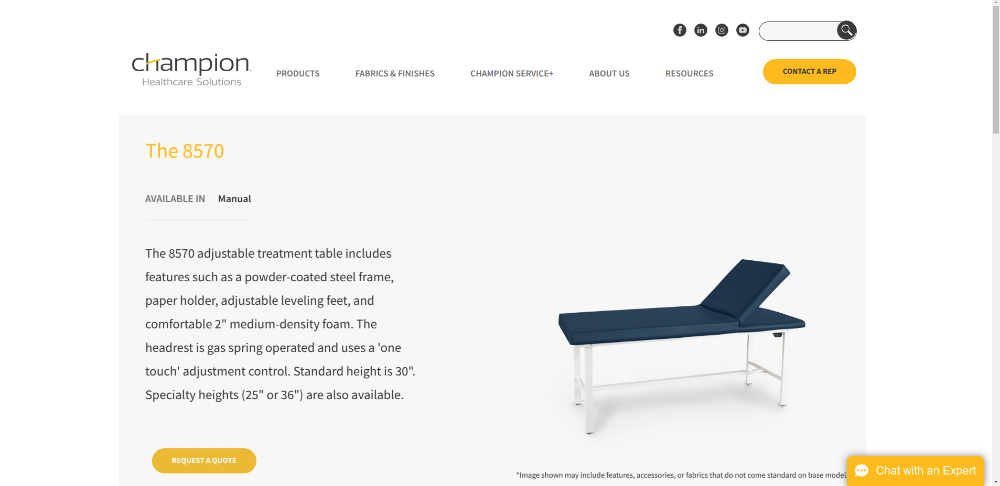 champion
Healthcare Solutions
PRODUCTS
FABRICS & FINISHES
CHAMPION SERVICE+
ABOUT US
RESOURCES
CONTACT A REP
The 8570
AVAILABLE IN Manual
The 8570 adjustable treatment table includes
features such as a powder-coated steel frame,
paper holder, adjustable leveling feet, and
comfortable 2" medium-density foam. The
headrest is gas spring operated and uses a 'one
touch' adjustment control. Standard height is 30".
Specialty heights (25" or 36") are also available.
REQUEST A QUOTE
*Image shown may include features, accessories, or fabrics that do not come standard on base model.
Chat with an Expert